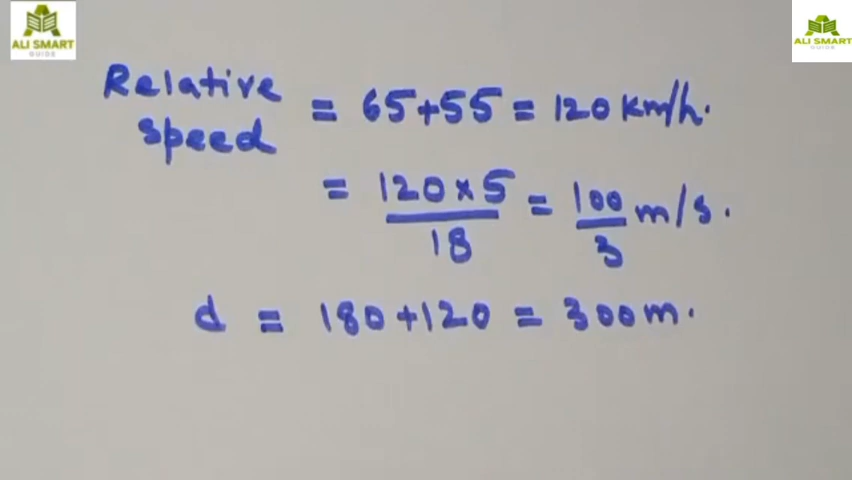 ALI SMART
GUIDE
ALI SMART
GUIDE
Relative speed = 65+55 = 120 km/h.
= 120×5/18 = 100/3 m/s.
d = 180+120 = 300m.